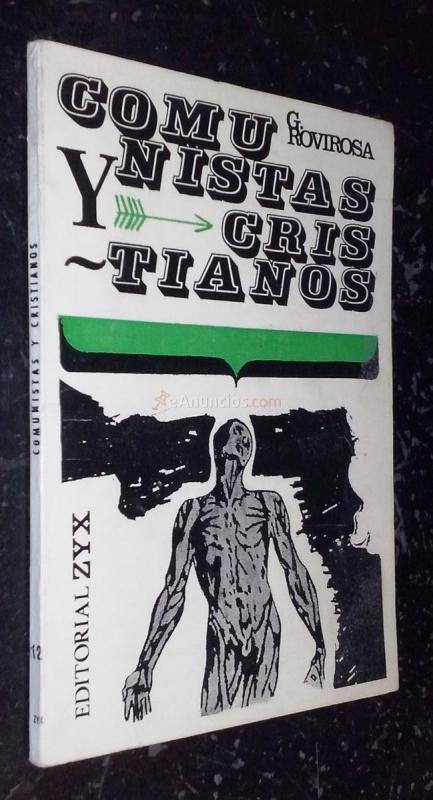 COMU
NISTAS
Y
CRIS
~TIANOS
G.
ROVIROSA
eAnuncios.com
EDITORIAL ZYX
COMUNISTAS Y CRISTIANOS
12
ZYX